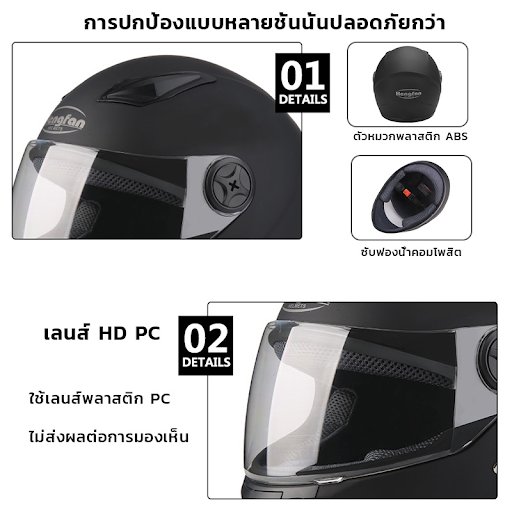 การปกป้องแบบหลายชั้นนั้นปลอดภัยกว่า
01
DETAILS
Hongfan
HELMETS
Hongfan
ตัวหมวกพลาสติก ABS
ซับฟองน้ำคอมโพสิต
เลนส์ HD PC
02
DETAILS
HELMETS
ใช้เลนส์พลาสติก PC
ไม่ส่งผลต่อการมองเห็น